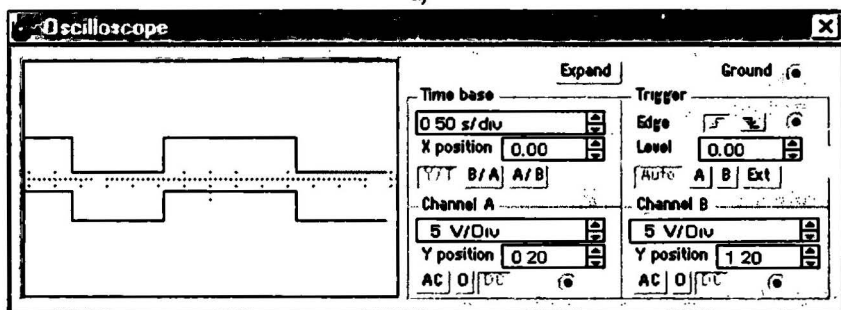 Oscilloscope
Expand
Ground
Time base
Trigger
0 50 s/div
Edge
X position 0.00
Level 0.00
Y/T B/A A/B
Auto A B Ext
Channel A
Channel B
5 V/Div
5 V/Div
Y position 0 20
Y position 1 20
AC 0 DC
AC 0 DC